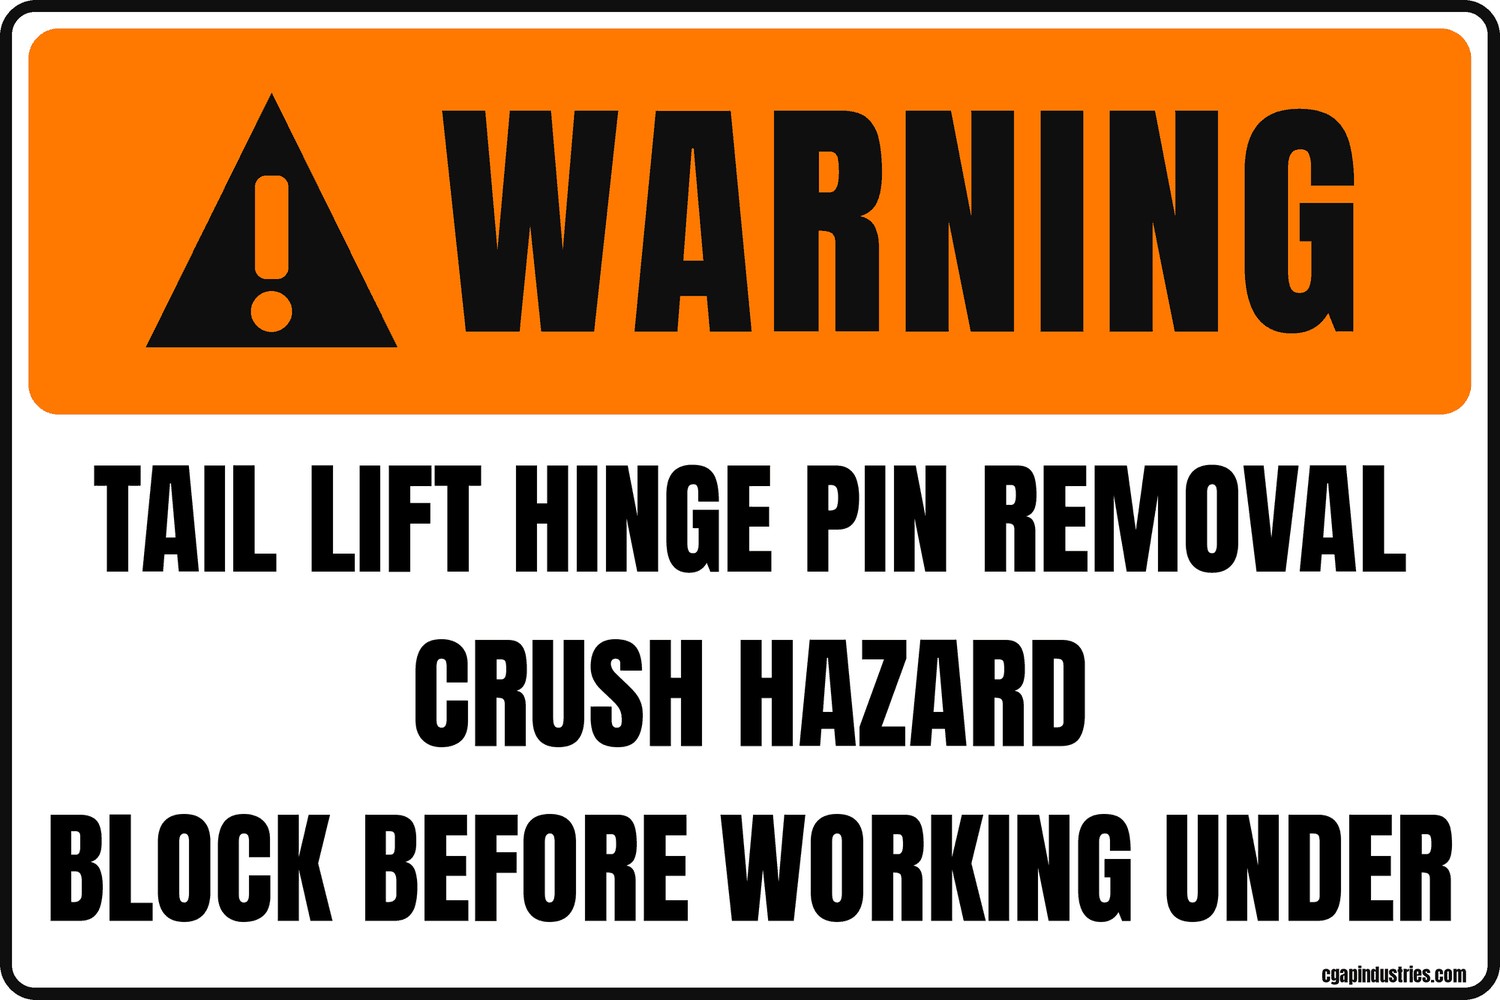 WARNING
TAIL LIFT HINGE PIN REMOVAL
CRUSH HAZARD
BLOCK BEFORE WORKING UNDER
cgapindustries.com